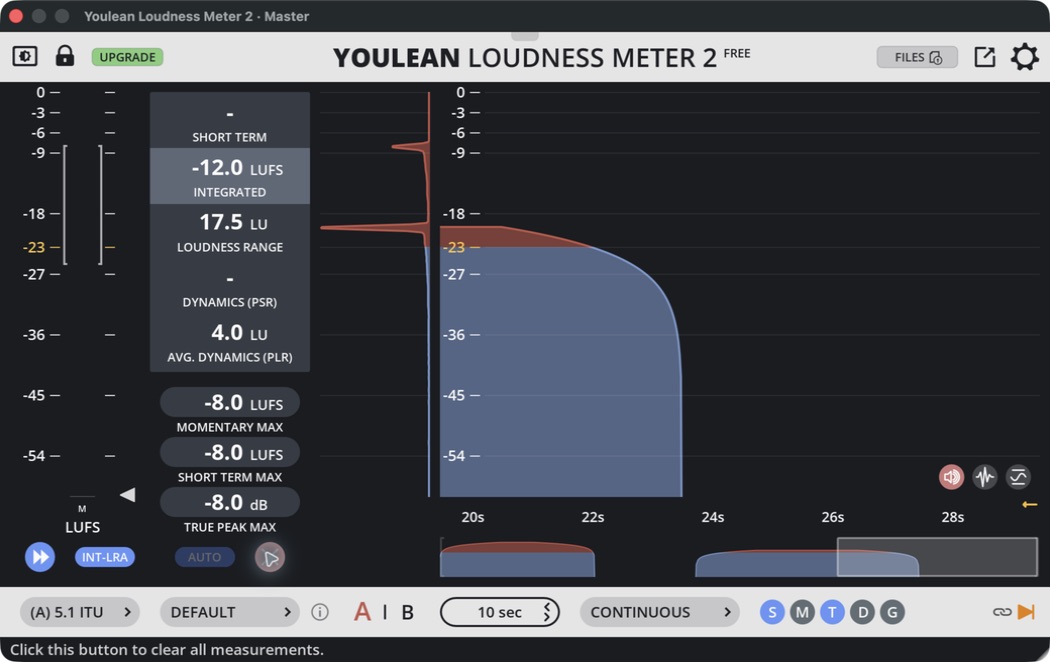 Youlean Loudness Meter 2 - Master
UPGRADE
YOULEAN LOUDNESS METER 2 FREE
FILES
0
-3
-6
-9
-18
-23
-27
-36
-45
-54
M
LUFS
-
SHORT TERM
-12.0 LUFS
INTEGRATED
17.5 LU
LOUDNESS RANGE
-
DYNAMICS (PSR)
4.0 LU
AVG. DYNAMICS (PLR)
-8.0 LUFS
MOMENTARY MAX
-8.0 LUFS
SHORT TERM MAX
-8.0 dB
TRUE PEAK MAX
0
-3
-6
-9
-18
-23
-27
-36
-45
-54
20s 22s 24s 26s 28s
INT-LRA AUTO
(A) 5.1 ITU DEFAULT A B 10 sec CONTINUOUS S M T D G
Click this button to clear all measurements.